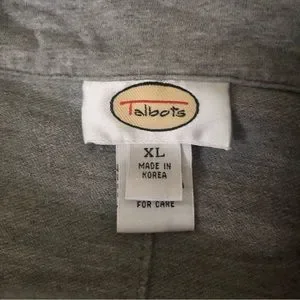 Talbots
XL
MADE IN
KOREA
FOR CARE